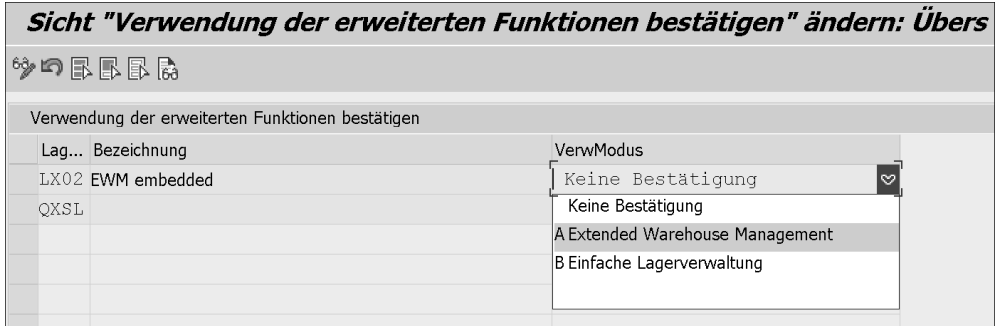 Sicht "Verwendung der erweiterten Funktionen bestätigen" ändern: Übers
Verwendung der erweiterten Funktionen bestätigen
Lag... Bezeichnung VerwModus
LX02 EWM embedded Keine Bestätigung
QXSL Keine Bestätigung
A Extended Warehouse Management
B Einfache Lagerverwaltung